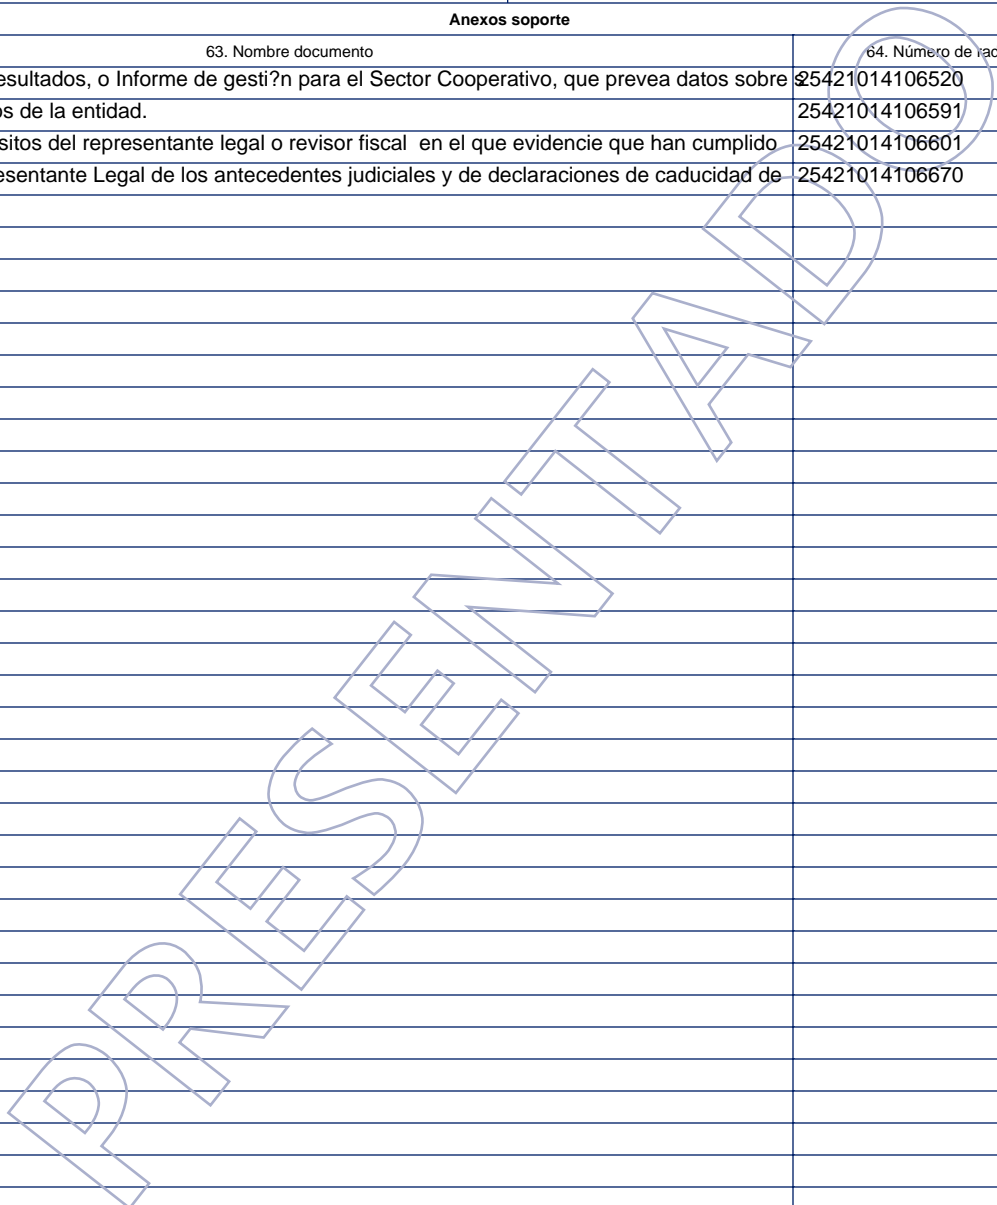 Anexos soporte
63. Nombre documento 64. Número de rad
esultados, o Informe de gesti?n para el Sector Cooperativo, que prevea datos sobre s 25421014106520
os de la entidad. 25421014106591
sitos del representante legal o revisor fiscal en el que evidencie que han cumplido 25421014106601
esentante Legal de los antecedentes judiciales y de declaraciones de caducidad de 25421014106670
PRESENTADO